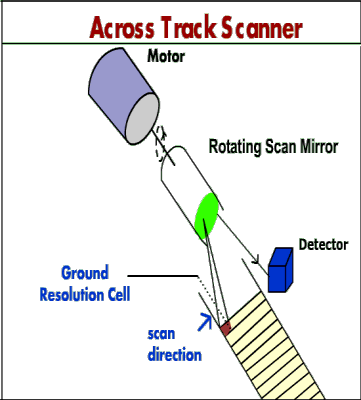 Across Track Scanner
Motor
Rotating Scan Mirror
Detector
Ground
Resolution Cell
scan
direction